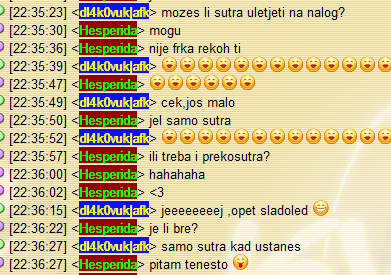 [22:35:23] <dl4k0vuk|afk> mozes li sutra uletjeti na nalog?
[22:35:30] <Hesperida> mogu
[22:35:36] <Hesperida> nije frka rekoh ti
[22:35:39] <dl4k0vuk|afk>
[22:35:47] <Hesperida>
[22:35:49] <dl4k0vuk|afk> cek,jos malo
[22:35:50] <Hesperida> jel samo sutra
[22:35:52] <dl4k0vuk|afk>
[22:35:57] <Hesperida> ili treba i prekosutra?
[22:36:00] <Hesperida> hahahaha
[22:36:02] <Hesperida> <3
[22:36:15] <dl4k0vuk|afk> jeeeeeeeej ,opet sladoled
[22:36:22] <Hesperida> je li bre?
[22:36:27] <dl4k0vuk|afk> samo sutra kad ustanes
[22:36:27] <Hesperida> pitam tenesto